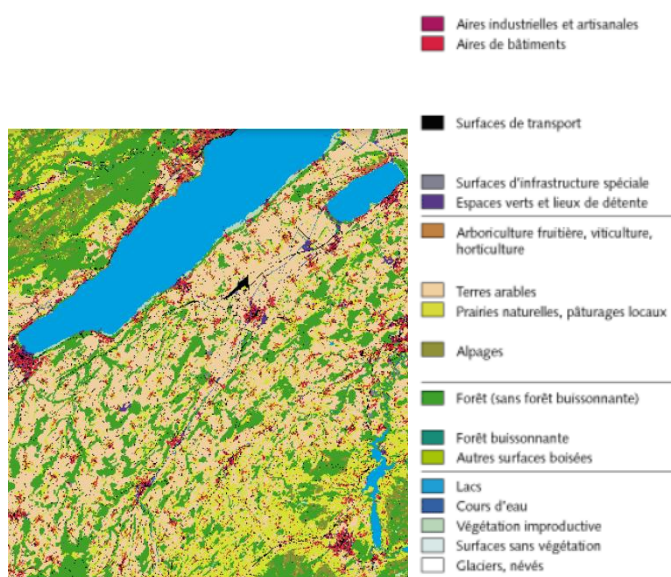 Aires industrielles et artisanales
Aires de bâtiments
Surfaces de transport
Surfaces d'infrastructure spéciale
Espaces verts et lieux de détente
Arboriculture fruitière, viticulture,
horticulture
Terres arables
Prairies naturelles, pâturages locaux
Alpages
Forêt (sans forêt buissonnante)
Forêt buissonnante
Autres surfaces boisées
Lacs
Cours d'eau
Végétation improductive
Surfaces sans végétation
Glaciers, névés